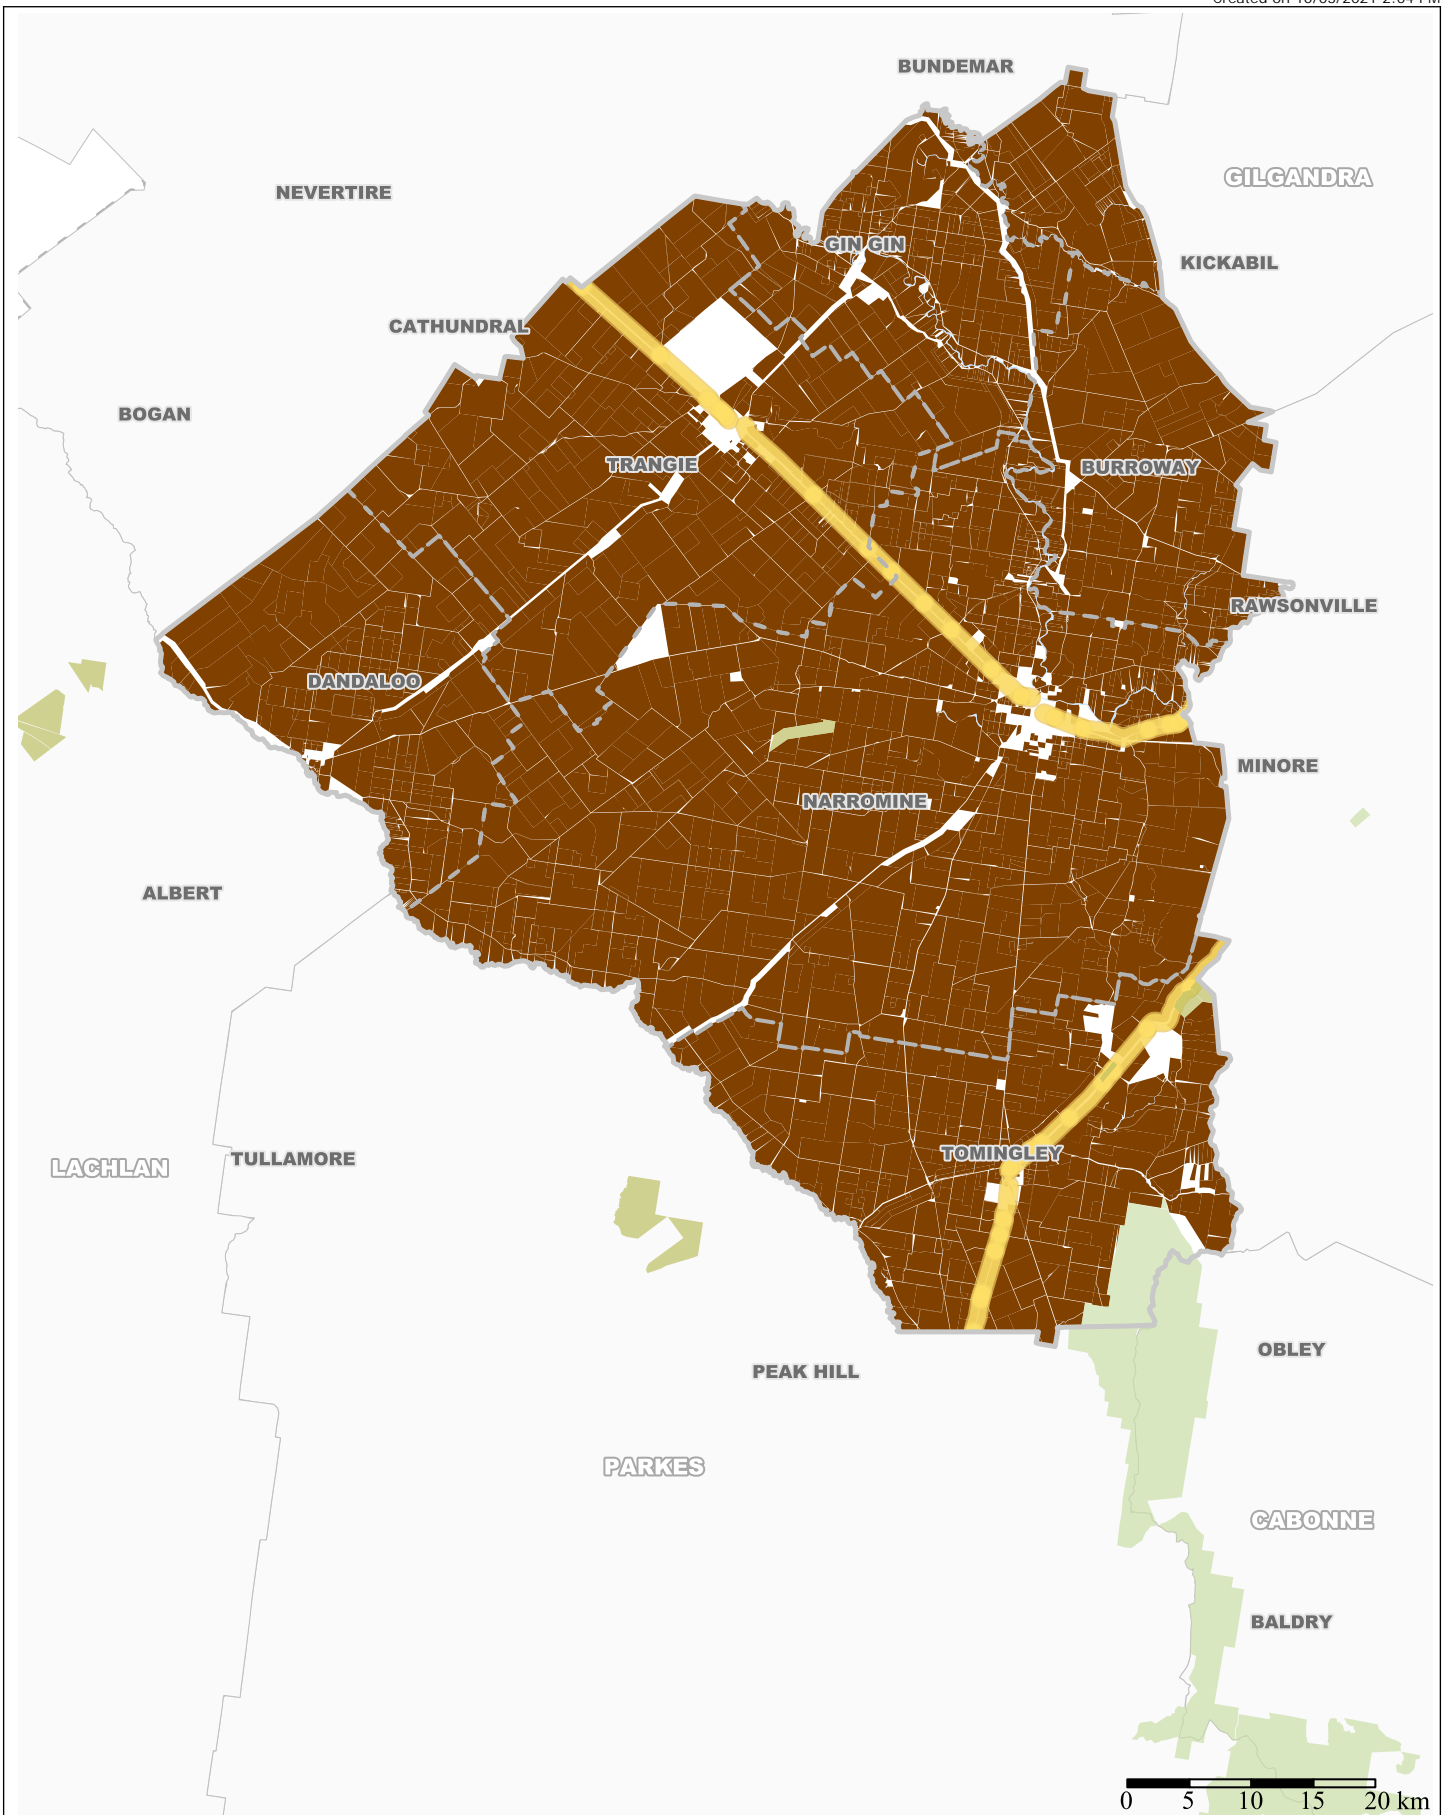 BUNDEMAR
GILGANDRA
NEVERTIRE
GIN GIN
KICKABIL
CATHUNDRAL
BOGAN
TRANGIE
BURROWAY
RAWSONVILLE
DANDALOO
MINORE
NARROMINE
ALBERT
TOMINGLEY
TULLAMORE
LACHLAN
OBLEY
PEAK HILL
PARKES
CABONNE
BALDRY
0 5 10 15 20 km